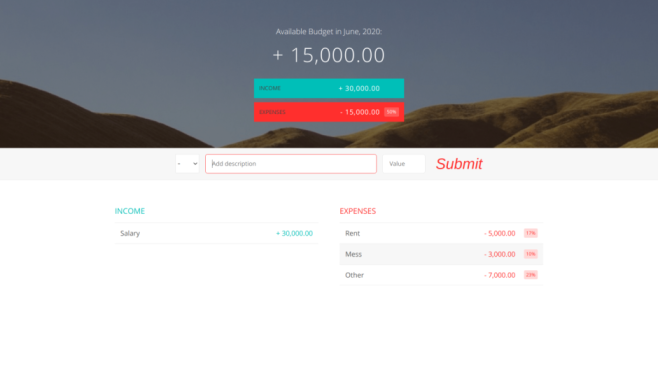 Available Budget in June, 2020:
+ 15,000.00
INCOME + 30,000.00
EXPENSES - 15,000.00 50%
- Add description Value Submit
INCOME
Salary + 30,000.00
EXPENSES
Rent - 5,000.00 17%
Mess - 3,000.00 10%
Other - 7,000.00 23%